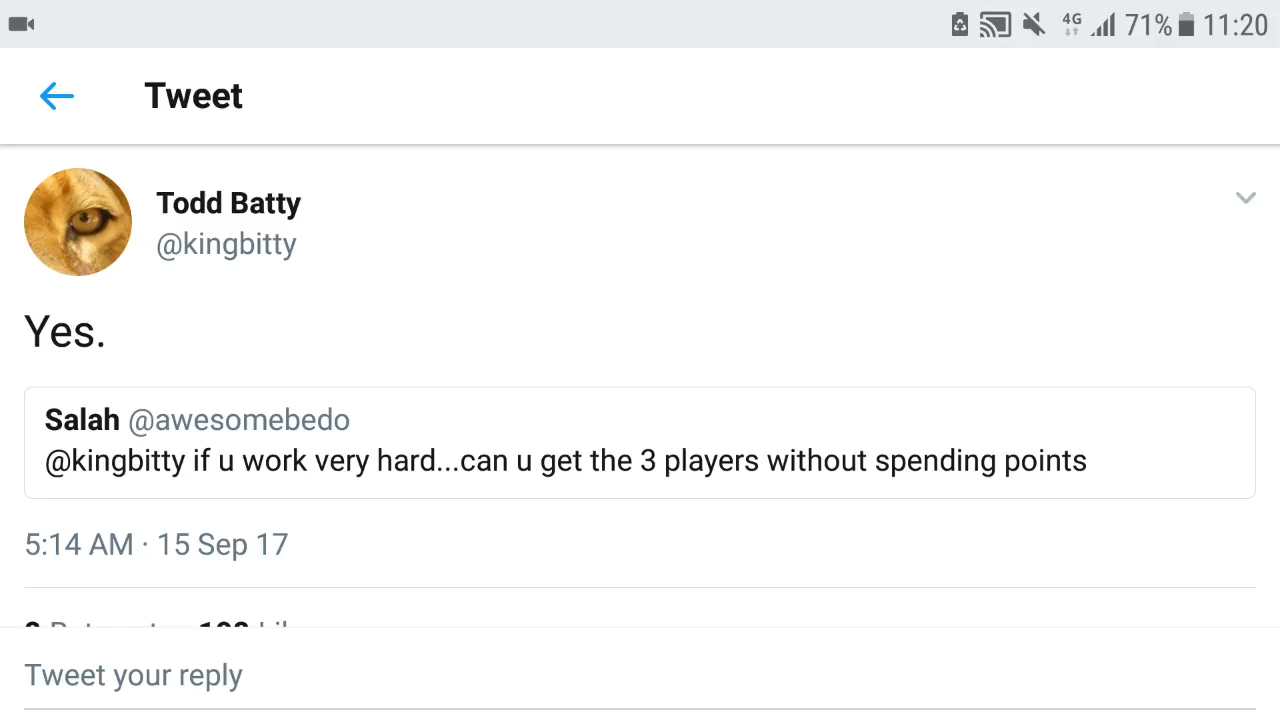 4G 71% 11:20
Tweet
Todd Batty
@kingbitty
Yes.
Salah @awesomebedo
@kingbitty if u work very hard...can u get the 3 players without spending points
5:14 AM · 15 Sep 17
Tweet your reply